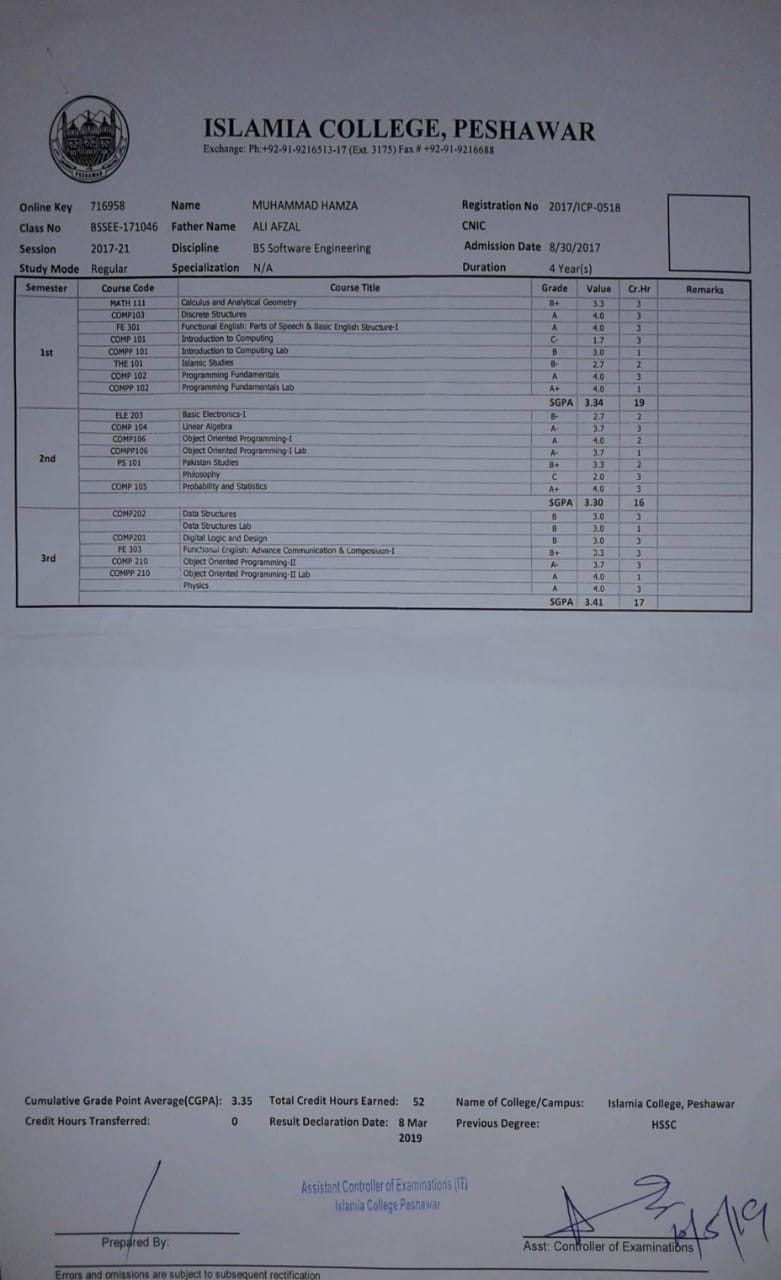 PESHAWAR
ISLAMIA COLLEGE, PESHAWAR
Exchange: Ph:+92-91-9216513-17 (Ext. 3175) Fax # +92-91-9216688
Online Key 716958 Name MUHAMMAD HAMZA Registration No 2017/ICP-0518
Class No BSSEE-171046 Father Name ALI AFZAL CNIC
Session 2017-21 Discipline BS Software Engineering Admission Date 8/30/2017
Study Mode Regular Specialization N/A Duration 4 Year(s)
Semester Course Code Course Title Grade Value Cr.Hr Remarks
1st
MATH 111 Calculus and Analytical Geometry B+ 3.3 3
COMP103 Discrete Structures A 4.0 3
FE 301 Functional English: Parts of Speech & Basic English Structure-I A 4.0 3
COMP 101 Introduction to Computing C- 1.7 3
COMPP 101 Introduction to Computing Lab B 3.0 1
THE 101 Islamic Studies B- 2.7 2
COMP 102 Programming Fundamentals A 4.0 3
COMPP 102 Programming Fundamentals Lab A+ 4.0 1
SGPA 3.34 19
2nd
ELE 203 Basic Electronics-I B- 2.7 2
COMP 104 Linear Algebra A- 3.7 3
COMP106 Object Oriented Programming-I A 4.0 2
COMPP106 Object Oriented Programming-I Lab A- 3.7 1
PS 101 Pakistan Studies B+ 3.3 2
Philosophy C 2.0 3
COMP 105 Probability and Statistics A+ 4.0 3
SGPA 3.30 16
3rd
COMP202 Data Structures B 3.0 3
Data Structures Lab B 3.0 1
COMP201 Digital Logic and Design B 3.0 3
FE 303 Functional English: Advance Communication & Composition-I B+ 3.3 3
COMP 210 Object Oriented Programming-II A- 3.7 3
COMPP 210 Object Oriented Programming-II Lab A 4.0 1
Physics A 4.0 3
SGPA 3.41 17
Cumulative Grade Point Average(CGPA): 3.35 Total Credit Hours Earned: 52 Name of College/Campus: Islamia College, Peshawar
Credit Hours Transferred: 0 Result Declaration Date: 8 Mar 2019 Previous Degree: HSSC
Assistant Controller of Examinations (IT)
Islamia College Peshawar
Prepared By:
Asst: Controller of Examinations
Errors and omissions are subject to subsequent rectification